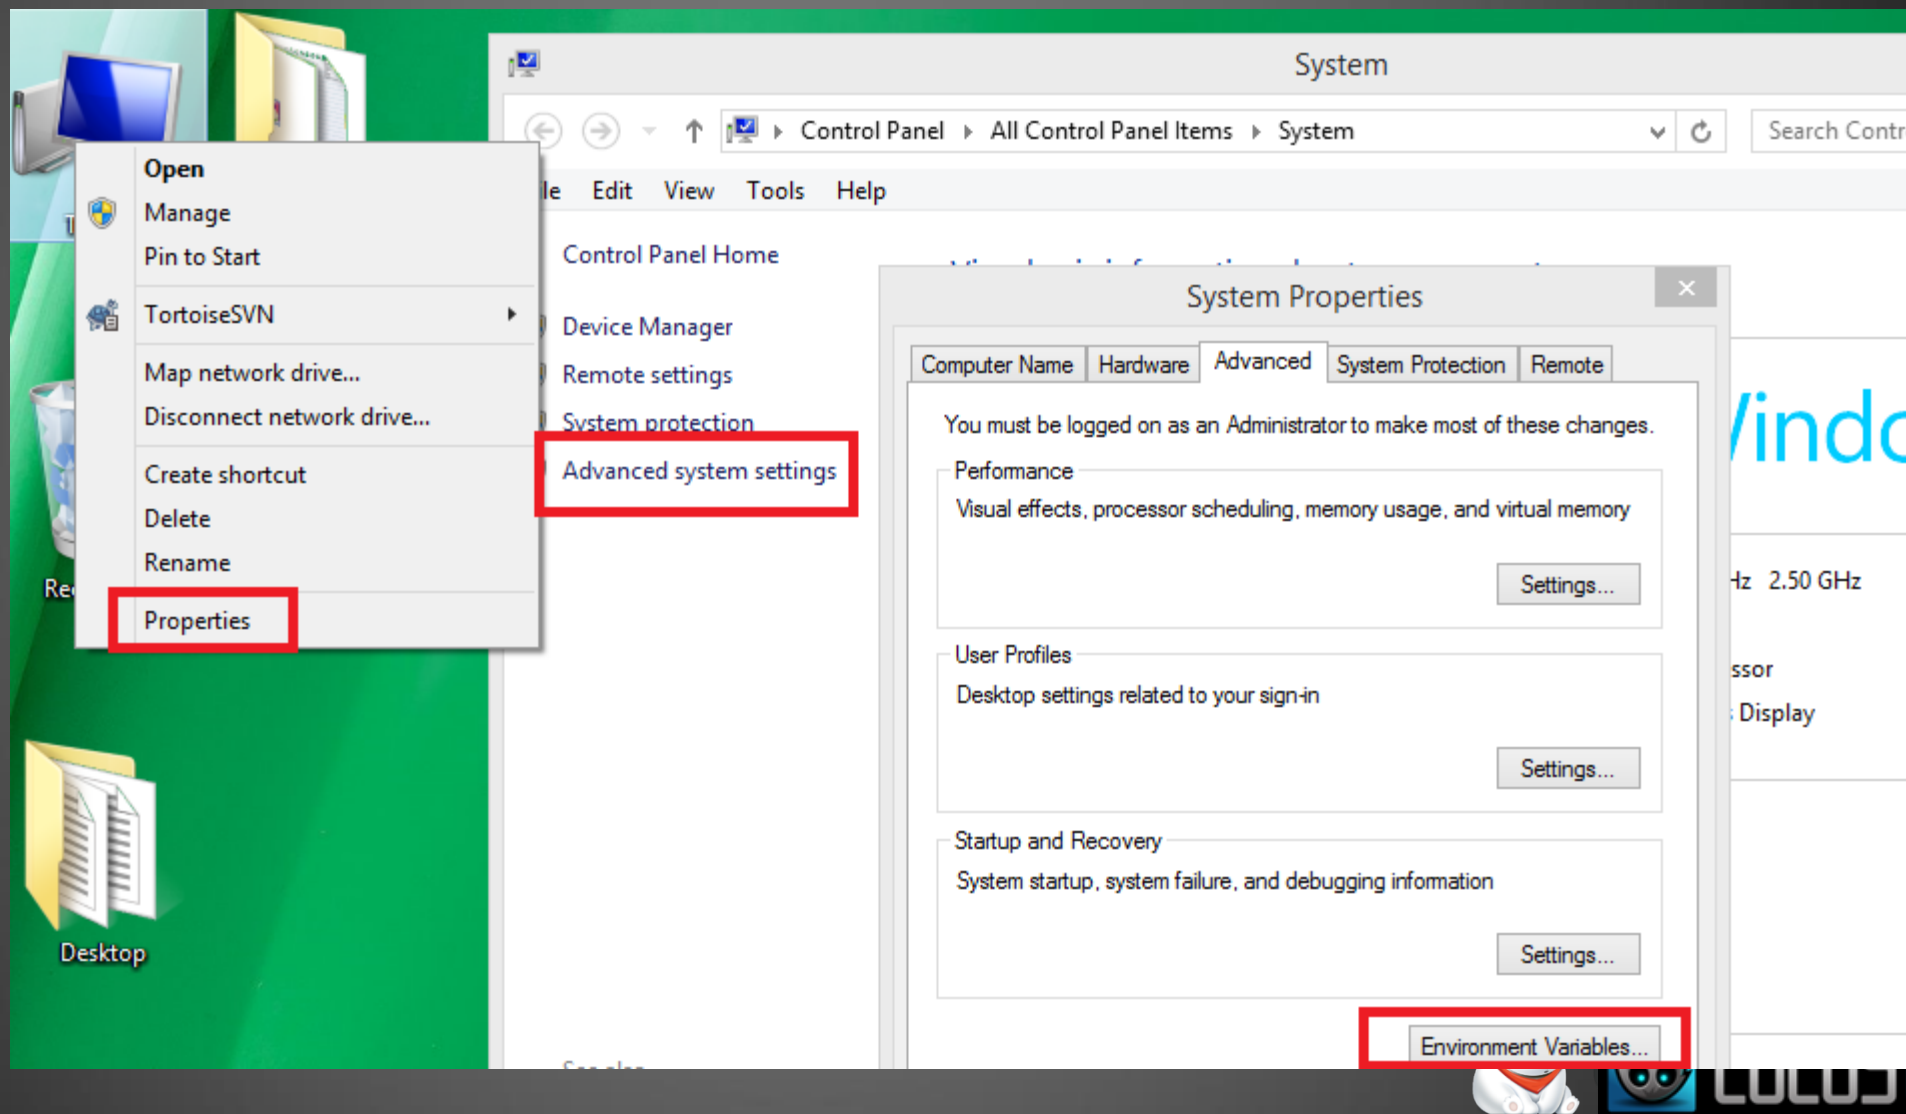 System
Control Panel
All Control Panel Items
System
Search Contr
Edit
View
Tools
Help
Open
Manage
Pin to Start
TortoiseSVN
Map network drive...
Disconnect network drive...
Create shortcut
Delete
Rename
Properties
Control Panel Home
Device Manager
Remote settings
System protection
Advanced system settings
System Properties
Computer Name
Hardware
Advanced
System Protection
Remote
You must be logged on as an Administrator to make most of these changes.
Performance
Visual effects, processor scheduling, memory usage, and virtual memory
Settings...
User Profiles
Desktop settings related to your sign-in
Settings...
Startup and Recovery
System startup, system failure, and debugging information
Settings...
Environment Variables...
Hz 2.50 GHz
ssor
Display
Desktop